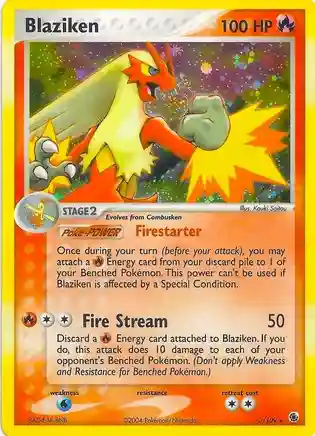 Blaziken 100 HP
Illus. Kouki Saitou
STAGE 2
Evolves from Combusken
Poké-POWER Firestarter
Once during your turn (before your attack), you may
attach a Energy card from your discard pile to 1 of
your Benched Pokémon. This power can't be used if
Blaziken is affected by a Special Condition.
Fire Stream 50
Discard a Energy card attached to Blaziken. If you
do, this attack does 10 damage to each of your
opponent's Benched Pokémon. (Don't apply Weakness
and Resistance for Benched Pokémon.)
weakness resistance retreat cost
©2004 Pokémon/Nintendo